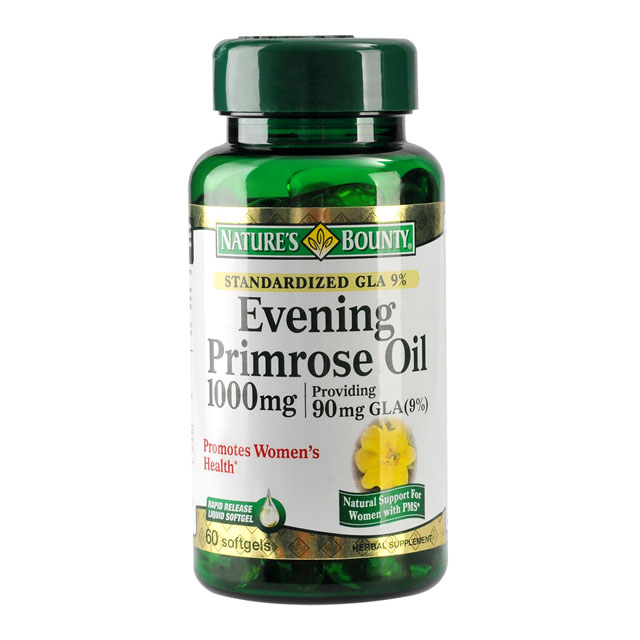 NATURE'S BOUNTY®
STANDARDIZED GLA 9%
Evening
Primrose Oil
1000mg
Providing
90mg GLA(9%)
Promotes Women's
Health*
Natural Support For
Women with PMS*
RAPID RELEASE
LIQUID SOFTGEL
60 softgels
HERBAL SUPPLEMENT